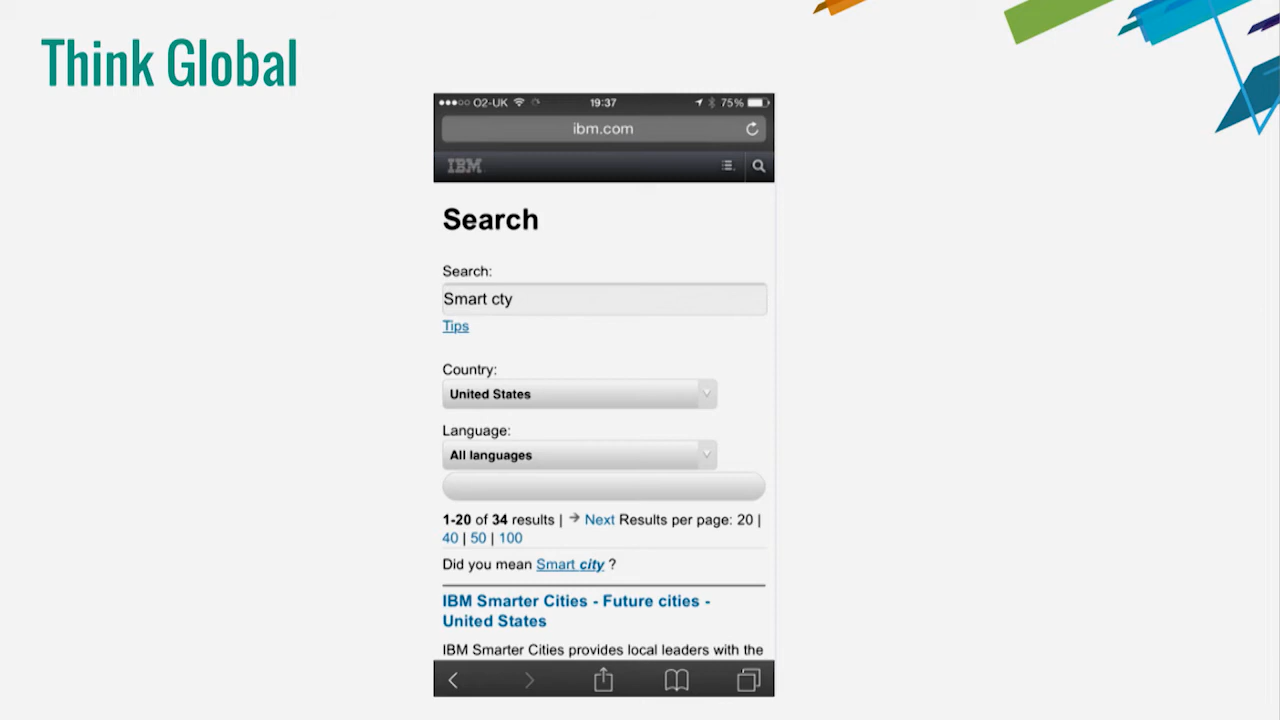 Think Global
O2-UK 19:37 75%
ibm.com
IBM
Search
Search:
Smart cty
Tips
Country:
United States
Language:
All languages
1-20 of 34 results | → Next Results per page: 20 |
40 | 50 | 100
Did you mean Smart city ?
IBM Smarter Cities - Future cities -
United States
IBM Smarter Cities provides local leaders with the